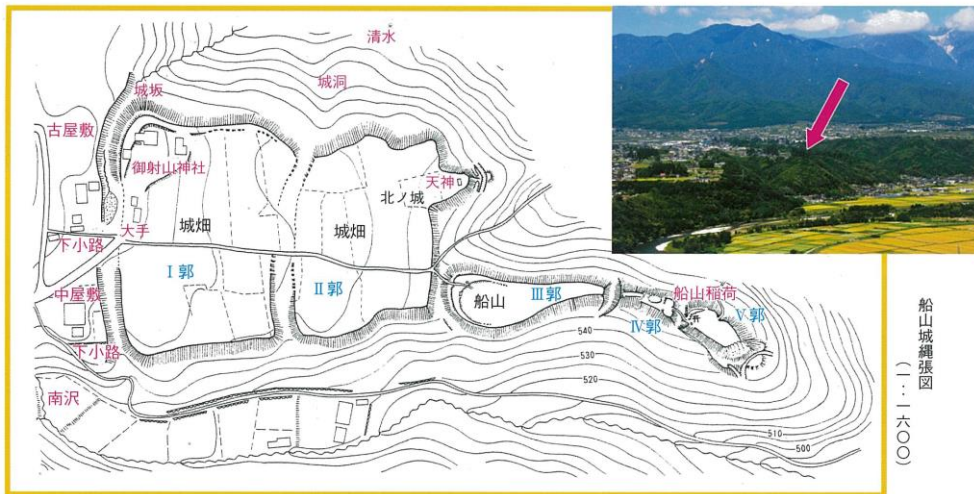 清水
城洞
城坂
古屋敷
御射山神社
天神
北ノ城
城畑
城畑
大手
下小路
Ⅰ郭
Ⅱ郭
中屋敷
船山
Ⅲ郭
船山稲荷
Ⅳ郭
Ⅴ郭
下小路
540
530
520
510
500
南沢
船山城縄張図
(一:一六〇〇)